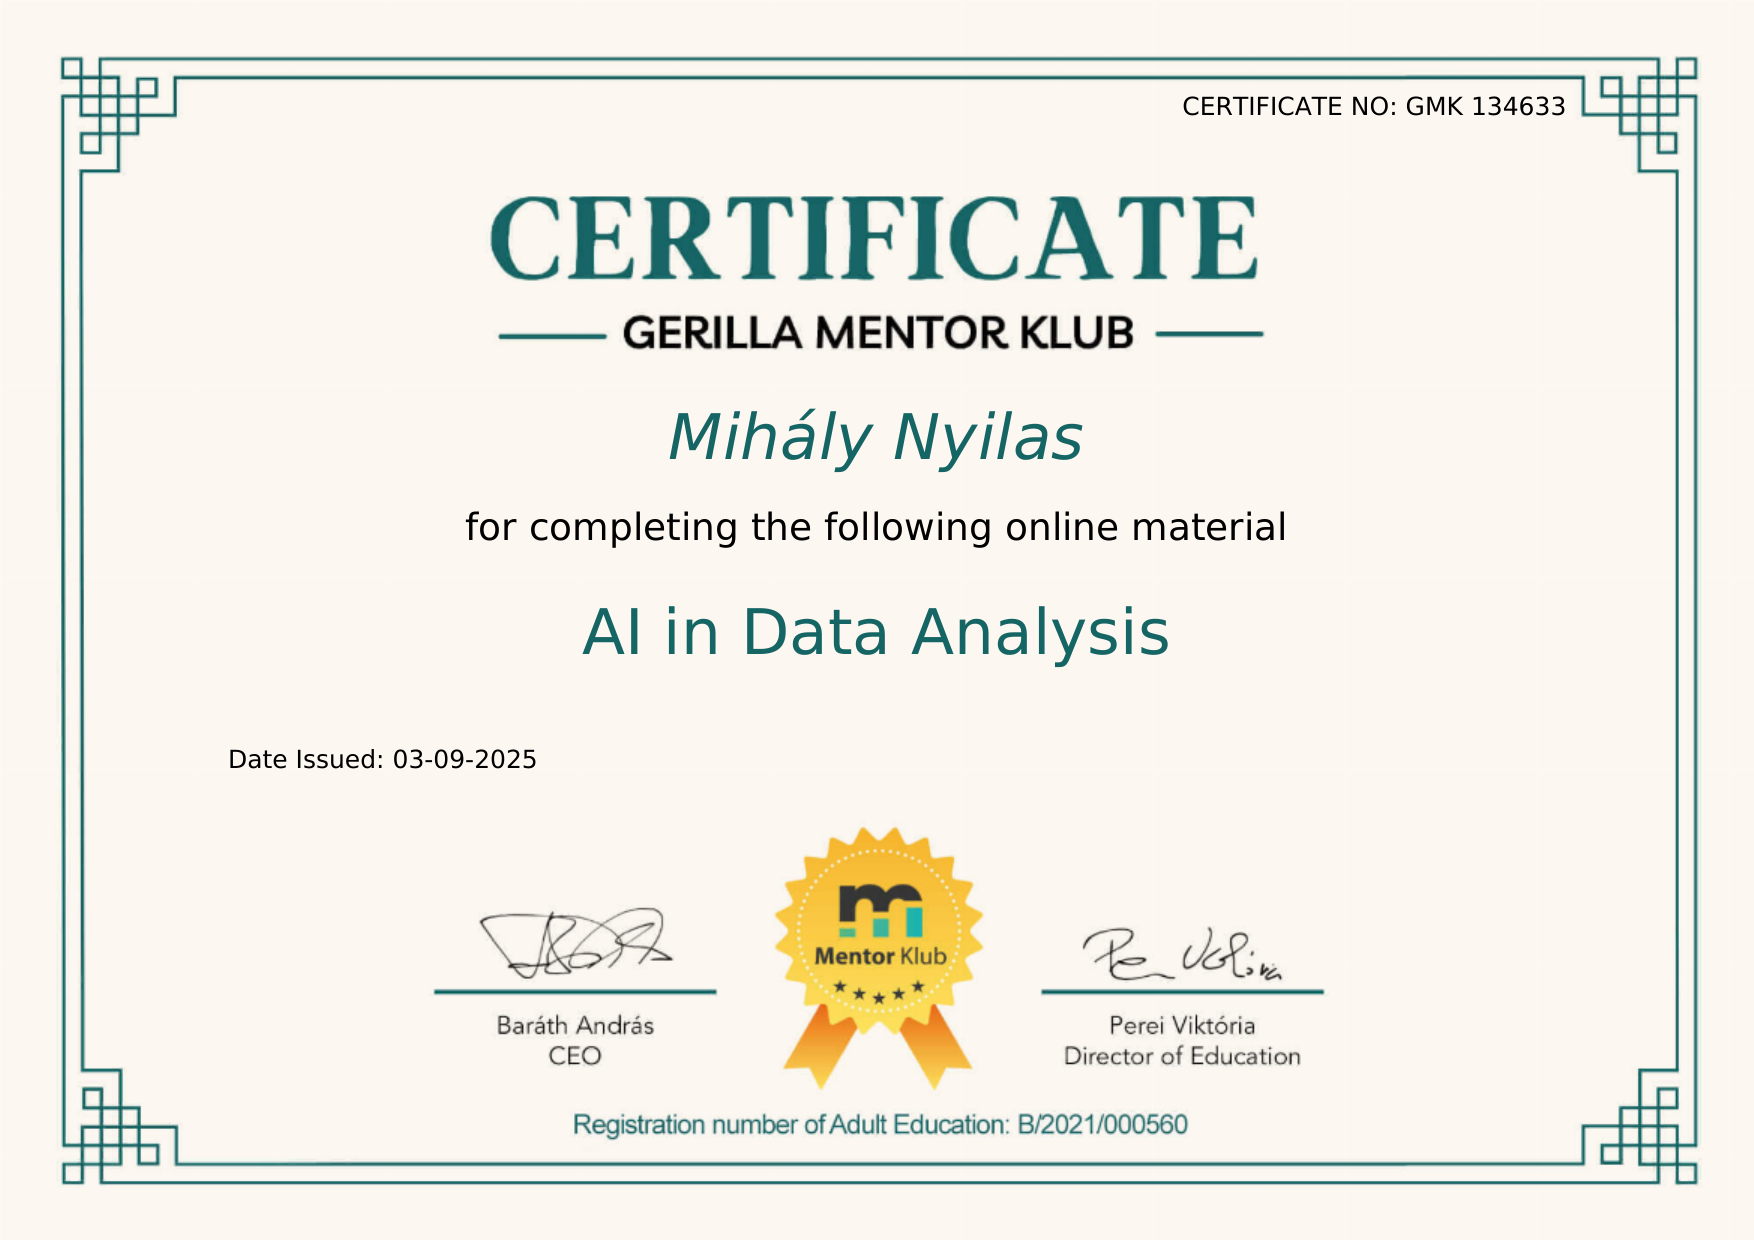 CERTIFICATE NO: GMK 134633
CERTIFICATE
GERILLA MENTOR KLUB
Mihály Nyilas
for completing the following online material
AI in Data Analysis
Date Issued: 03-09-2025
m
Mentor Klub
Baráth András
CEO
Perei Viktória
Director of Education
Registration number of Adult Education: B/2021/000560